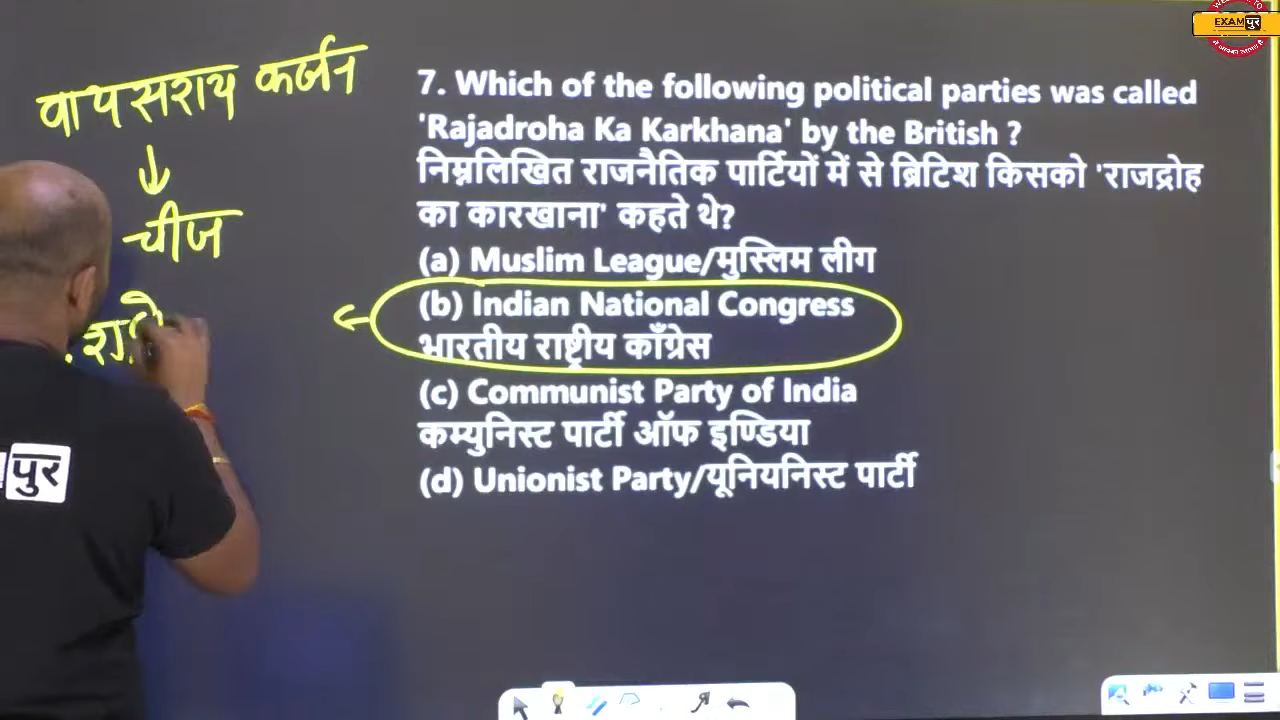 EXAM पुर
वायसराय कर्जन
चीज
पुर
7. Which of the following political parties was called
'Rajadroha Ka Karkhana' by the British ?
निम्नलिखित राजनैतिक पार्टियों में से ब्रिटिश किसको 'राजद्रोह
का कारखाना' कहते थे?
(a) Muslim League/मुस्लिम लीग
(b) Indian National Congress
भारतीय राष्ट्रीय काँग्रेस
(c) Communist Party of India
कम्युनिस्ट पार्टी ऑफ इण्डिया
(d) Unionist Party/यूनियनिस्ट पार्टी